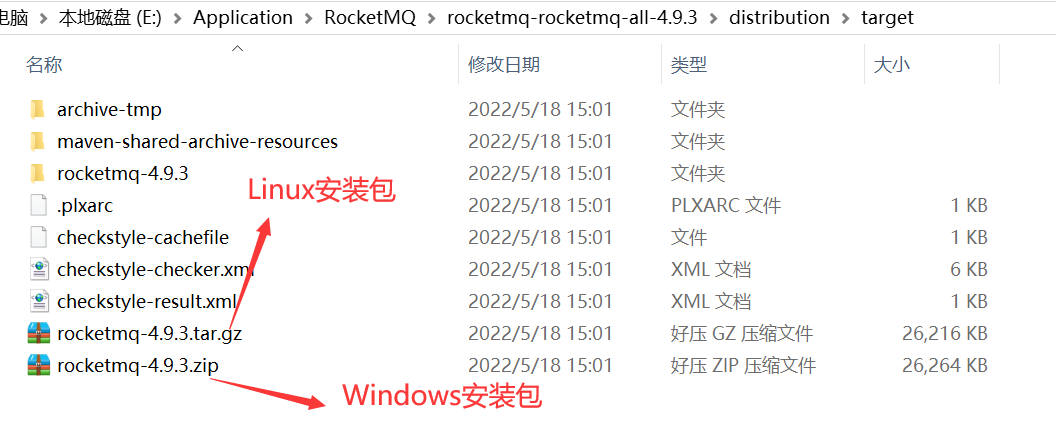 电脑 > 本地磁盘 (E:) > Application > RocketMQ > rocketmq-rocketmq-all-4.9.3 > distribution > target
名称 修改日期 类型 大小
archive-tmp 2022/5/18 15:01 文件夹
maven-shared-archive-resources 2022/5/18 15:01 文件夹
rocketmq-4.9.3 2022/5/18 15:01 文件夹
Linux安装包
.plxarc 2022/5/18 15:01 PLXARC 文件 1 KB
checkstyle-cachefile 2022/5/18 15:01 文件 1 KB
checkstyle-checker.xml 2022/5/18 15:01 XML 文档 6 KB
checkstyle-result.xml 2022/5/18 15:01 XML 文档 1 KB
rocketmq-4.9.3.tar.gz 2022/5/18 15:01 好压 GZ 压缩文件 26,216 KB
rocketmq-4.9.3.zip 2022/5/18 15:01 好压 ZIP 压缩文件 26,264 KB
Windows安装包